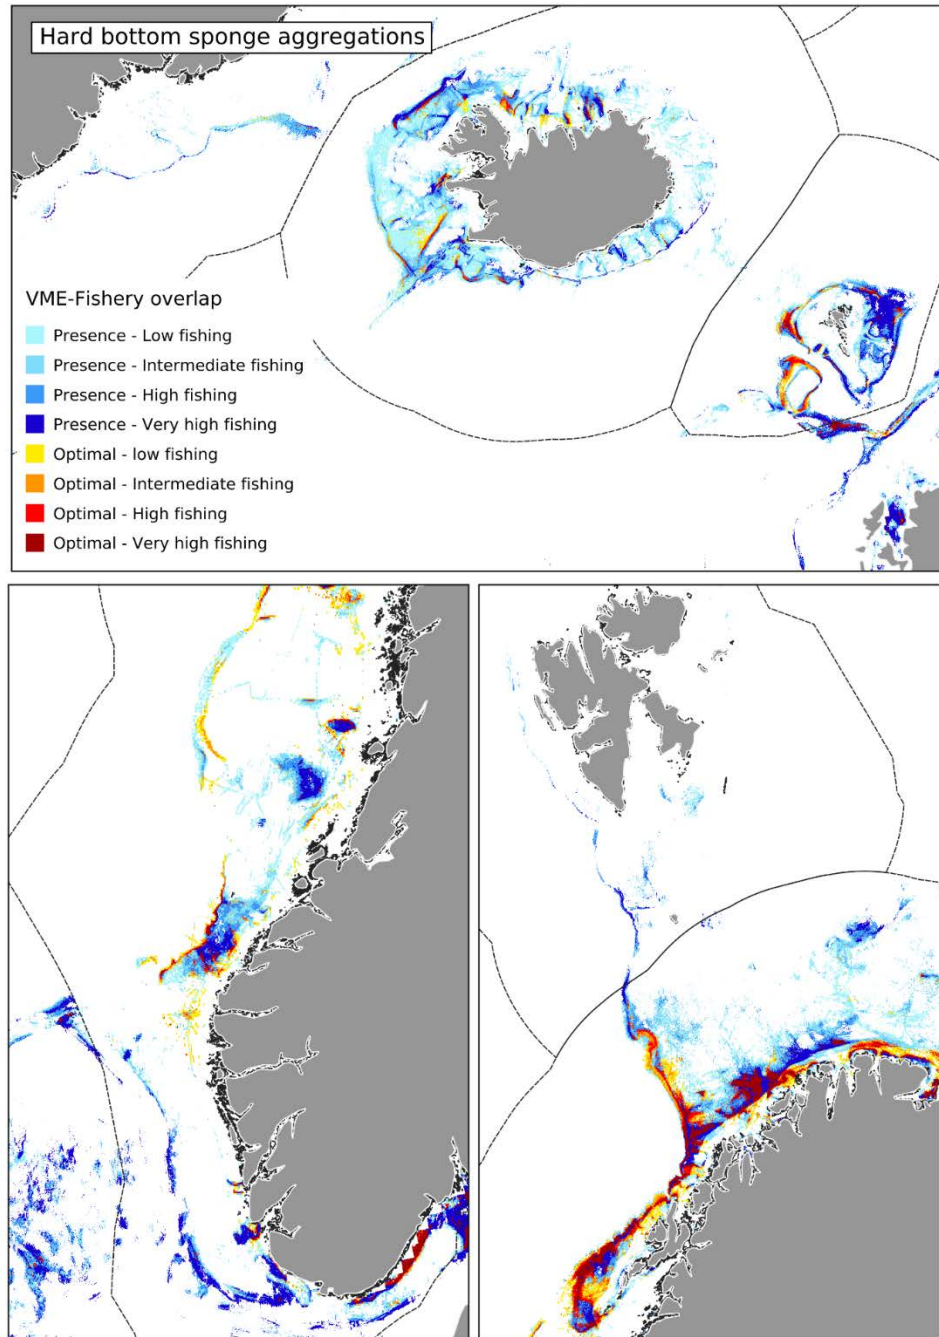 Hard bottom sponge aggregations
VME-Fishery overlap
Presence - Low fishing
Presence - Intermediate fishing
Presence - High fishing
Presence - Very high fishing
Optimal - low fishing
Optimal - Intermediate fishing
Optimal - High fishing
Optimal - Very high fishing